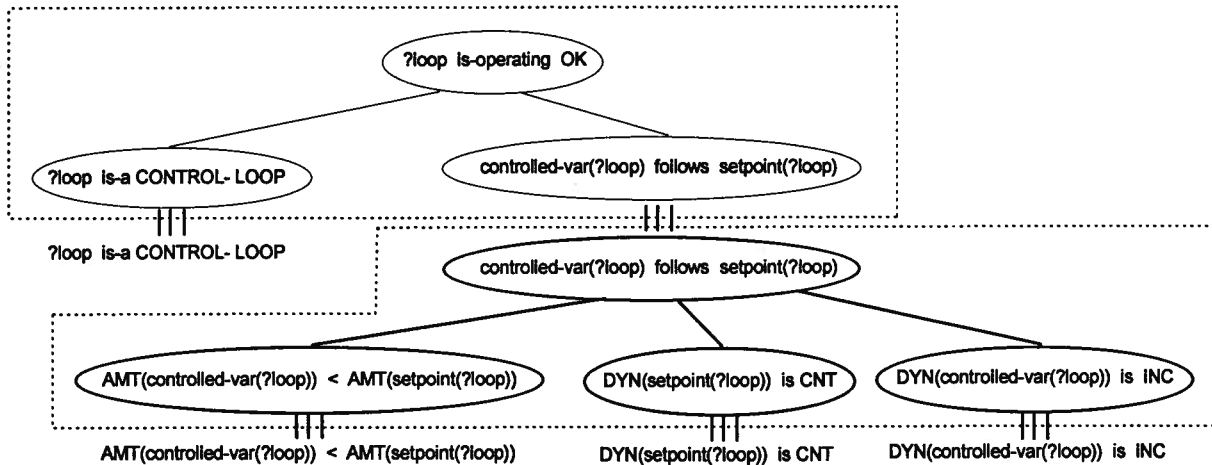 ?loop is-operating OK
?loop is-a CONTROL- LOOP
controlled-var(?loop) follows setpoint(?loop)
?loop is-a CONTROL- LOOP
controlled-var(?loop) follows setpoint(?loop)
AMT(controlled-var(?loop)) < AMT(setpoint(?loop))
DYN(setpoint(?loop)) is CNT
DYN(controlled-var(?loop)) is INC
AMT(controlled-var(?loop)) < AMT(setpoint(?loop))
DYN(setpoint(?loop)) is CNT
DYN(controlled-var(?loop)) is INC